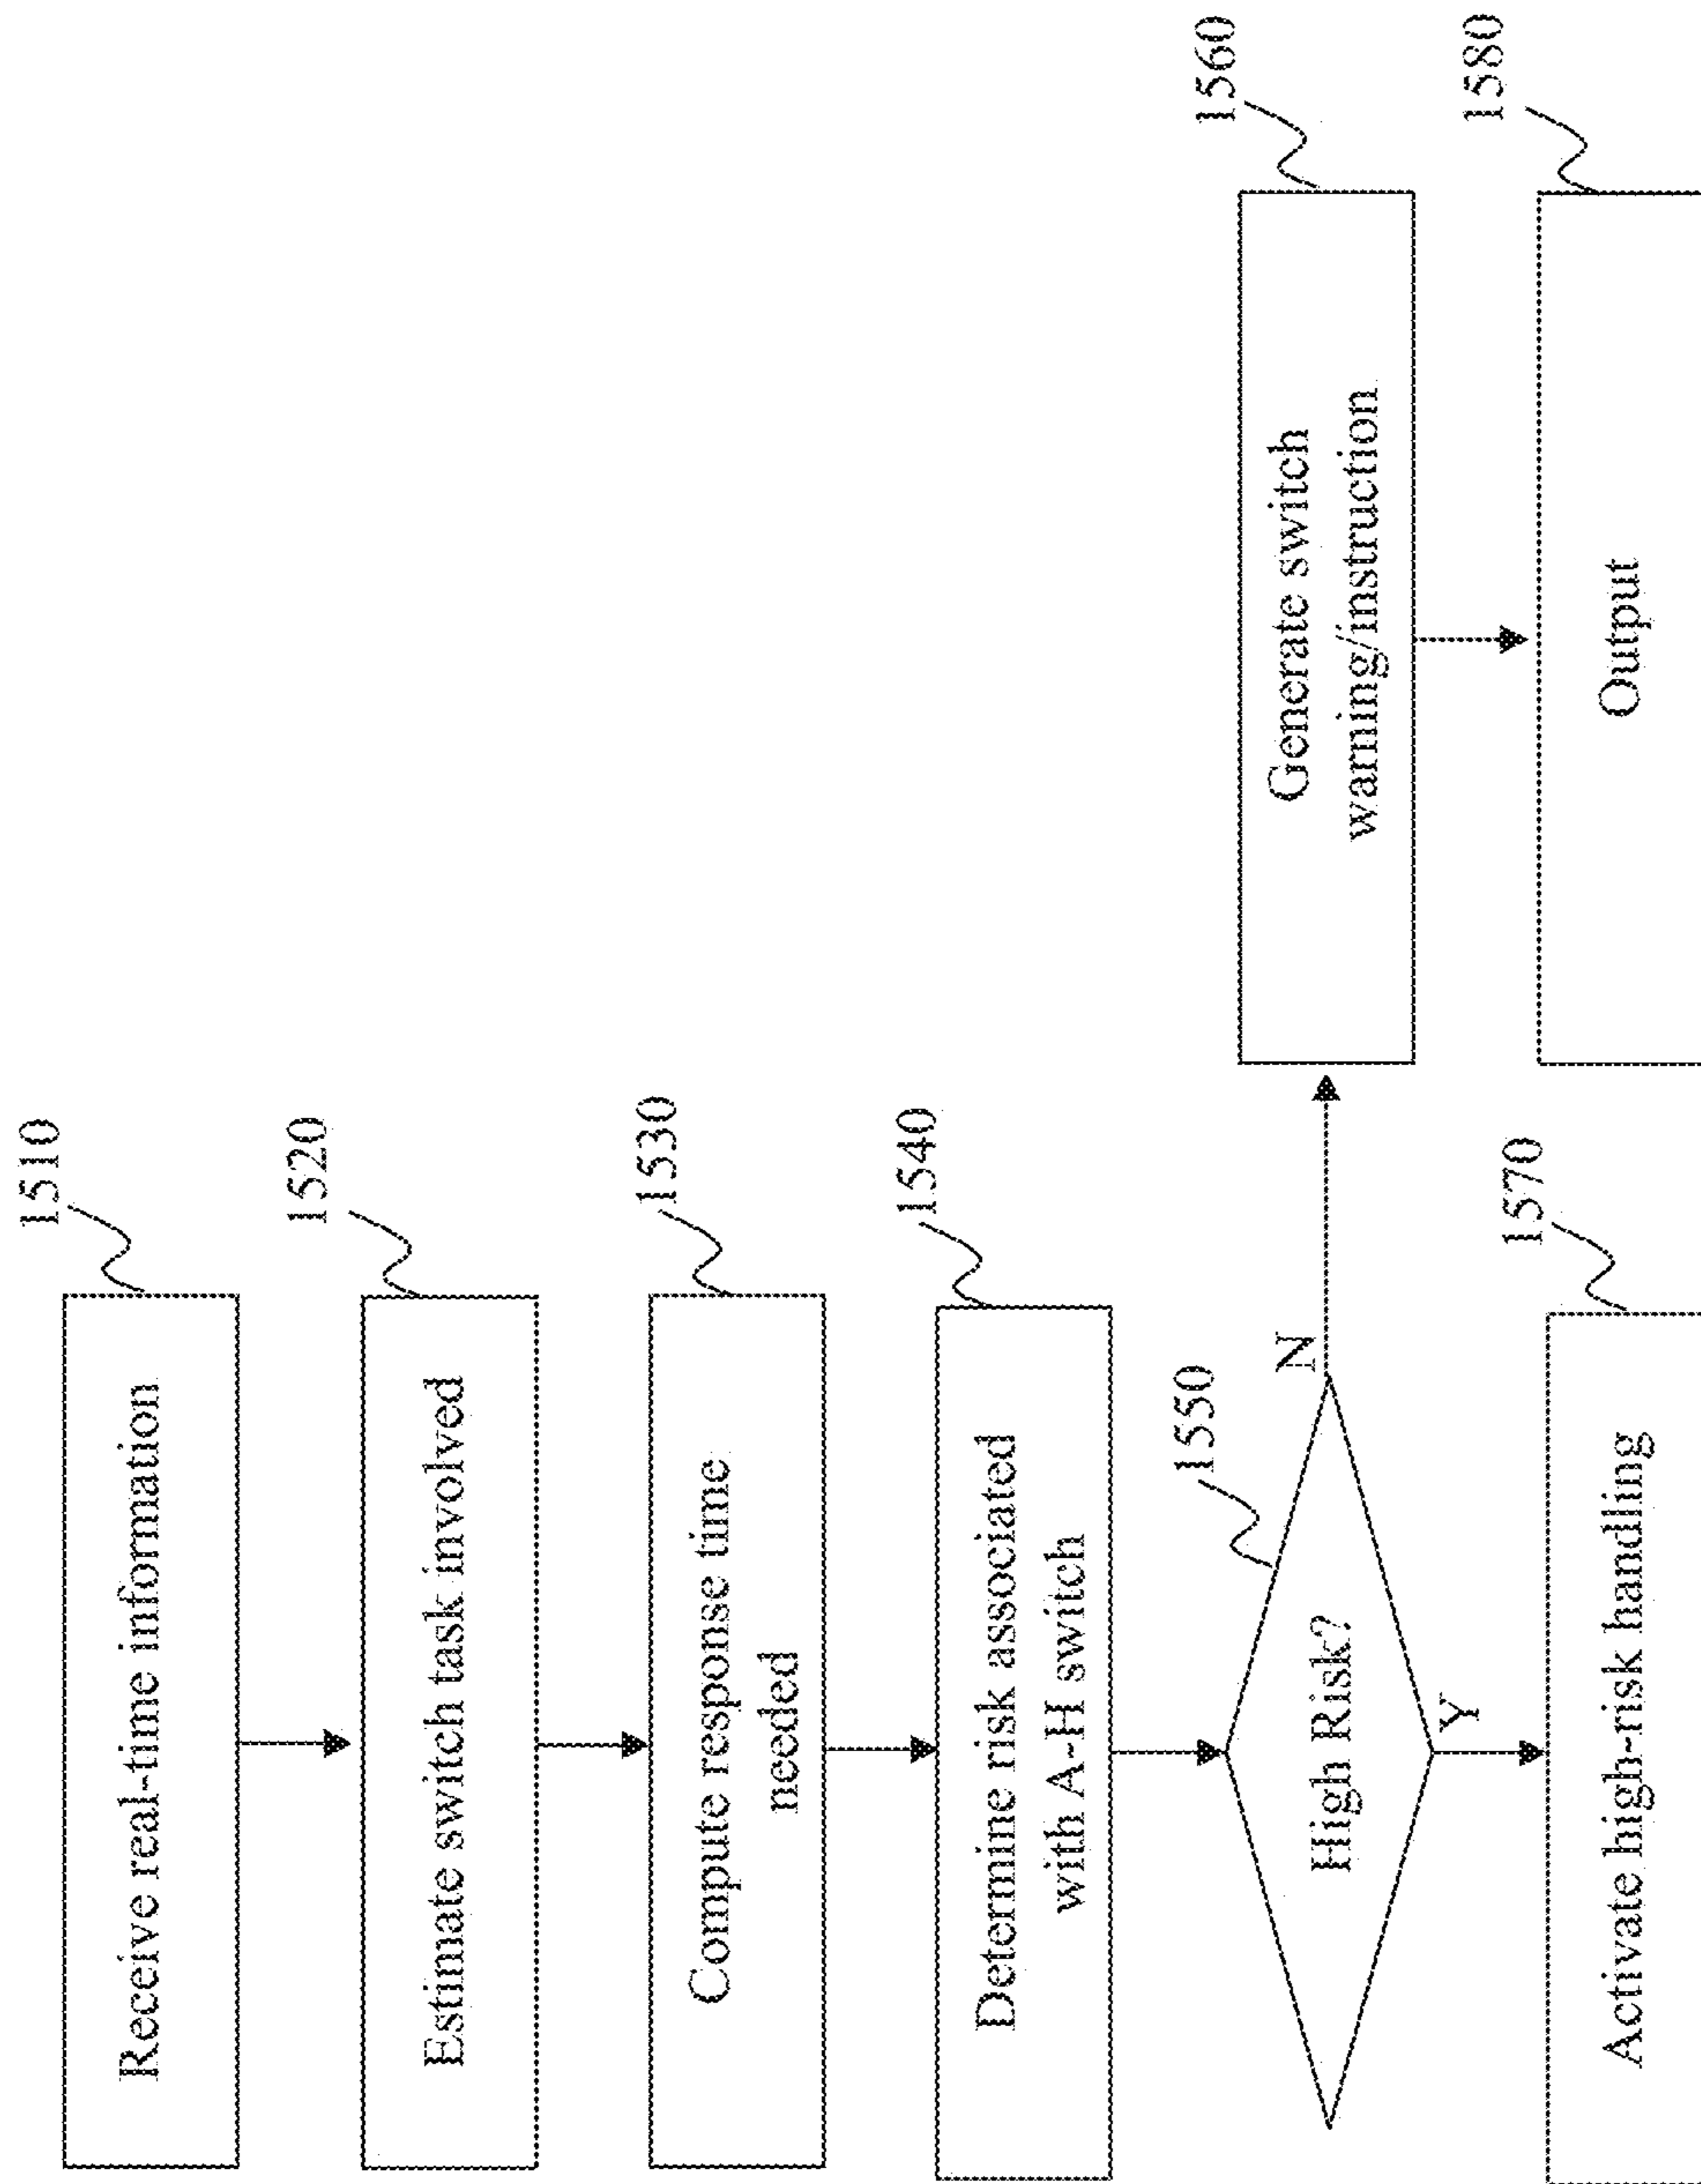 1510
Receive real-time information
1520
Estimate switch task involved
1530
Compute response time
needed
1540
Determine risk associated
with A-H switch
1550
High Risk?
N
Y
1560
Generate switch
warning/instruction
1570
Activate high-risk handling
1580
Output